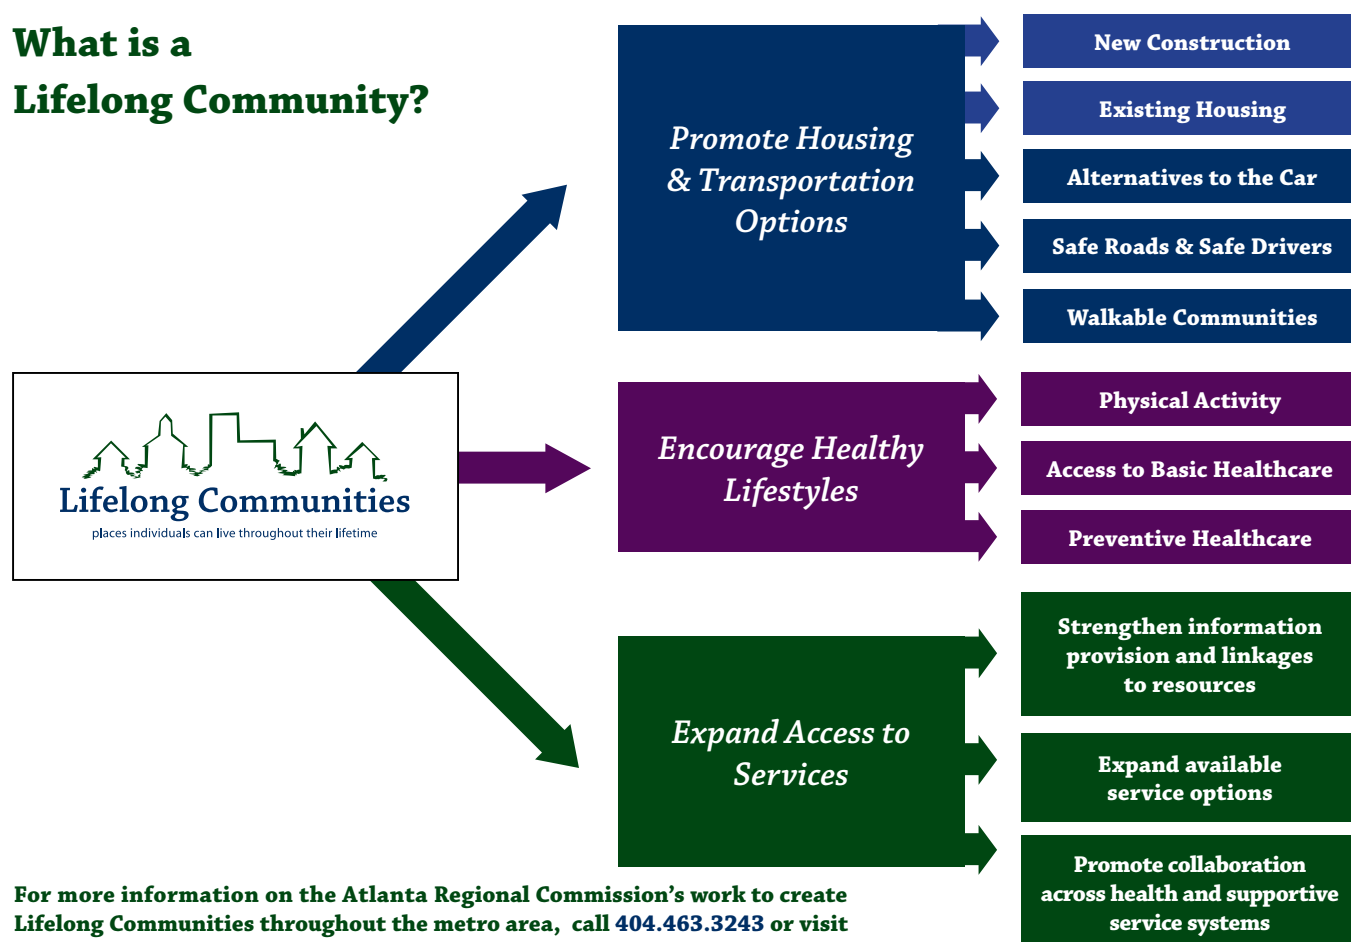 What is a
Lifelong Community?
Promote Housing
& Transportation
Options
New Construction
Existing Housing
Alternatives to the Car
Safe Roads & Safe Drivers
Walkable Communities
Lifelong Communities
places individuals can live throughout their lifetime
Encourage Healthy
Lifestyles
Physical Activity
Access to Basic Healthcare
Preventive Healthcare
Expand Access to
Services
Strengthen information
provision and linkages
to resources
Expand available
service options
Promote collaboration
across health and supportive
service systems
For more information on the Atlanta Regional Commission’s work to create
Lifelong Communities throughout the metro area, call 404.463.3243 or visit